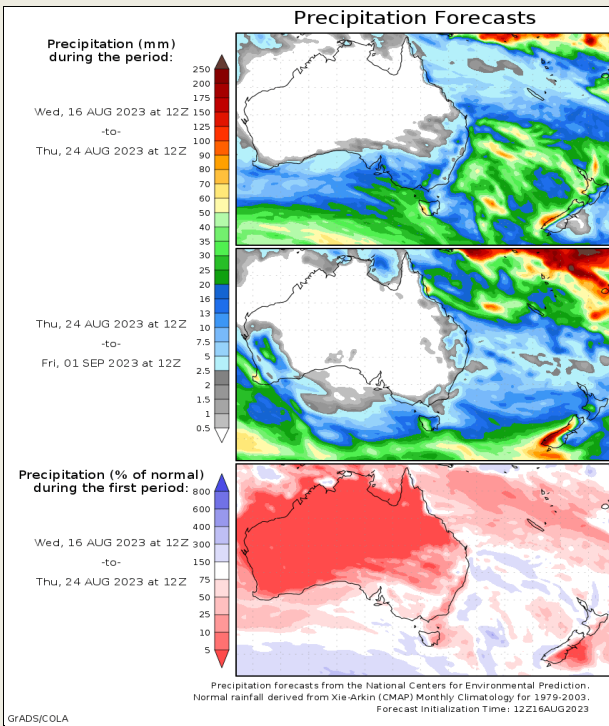 Precipitation Forecasts
Precipitation (mm)
during the period:
Wed, 16 AUG 2023 at 12Z
-to-
Thu, 24 AUG 2023 at 12Z
250
200
175
150
125
100
90
80
70
60
50
40
35
30
25
20
16
13
10
7.5
5
2.5
2
1.5
1
0.5
Thu, 24 AUG 2023 at 12Z
-to-
Fri, 01 SEP 2023 at 12Z
Precipitation (% of normal)
during the first period:
Wed, 16 AUG 2023 at 12Z
-to-
Thu, 24 AUG 2023 at 12Z
800
600
400
300
150
75
50
25
10
5
Precipitation forecasts from the National Centers for Environmental Prediction.
Normal rainfall derived from Xie-Arkin (CMAP) Monthly Climatology for 1979-2003.
Forecast Initialization Time: 12Z16AUG2023
GrADS/COLA